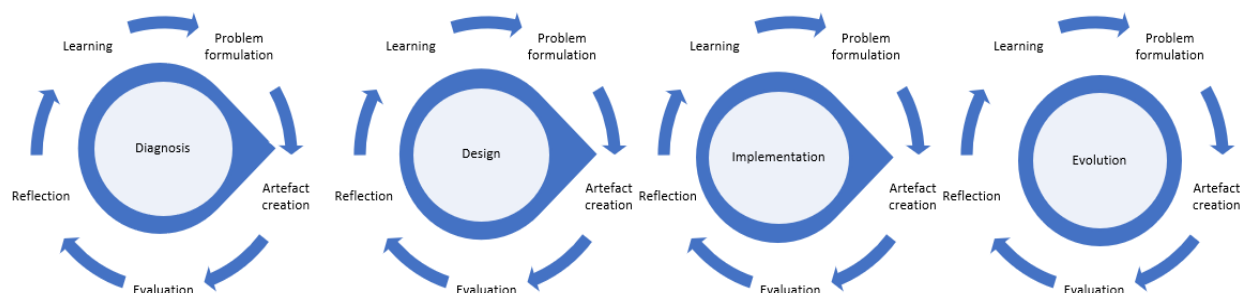 Learning
Problem
formulation
Diagnosis
Reflection
Artefact
creation
Evaluation
Learning
Problem
formulation
Design
Reflection
Artefact
creation
Evaluation
Learning
Problem
formulation
Implementation
Reflection
Artefact
creation
Evaluation
Learning
Problem
formulation
Evolution
Reflection
Artefact
creation
Evaluation